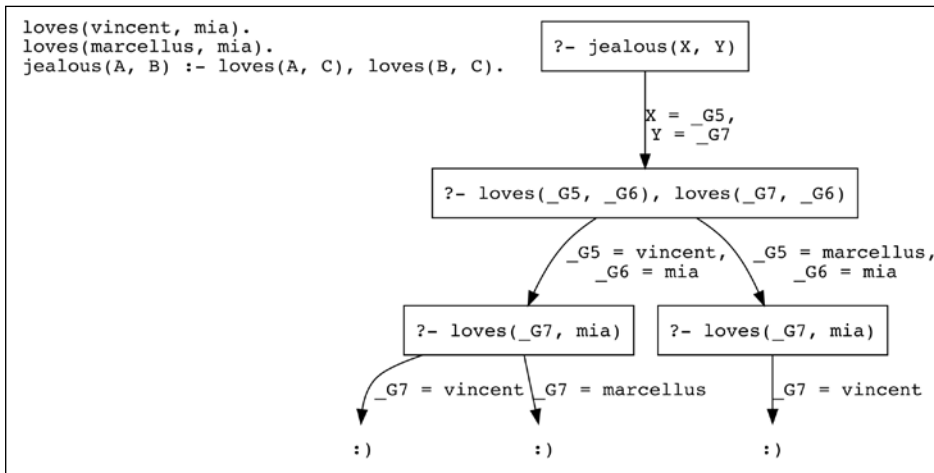 loves(vincent, mia).
loves(marcellus, mia).
jealous(A, B) :- loves(A, C), loves(B, C).
?- jealous(X, Y)
X = _G5,
Y = _G7
?- loves(_G5, _G6), loves(_G7, _G6)
_G5 = vincent,
_G6 = mia
_G5 = marcellus,
_G6 = mia
?- loves(_G7, mia)
?- loves(_G7, mia)
_G7 = vincent
_G7 = marcellus
_G7 = vincent
:)
:)
:)